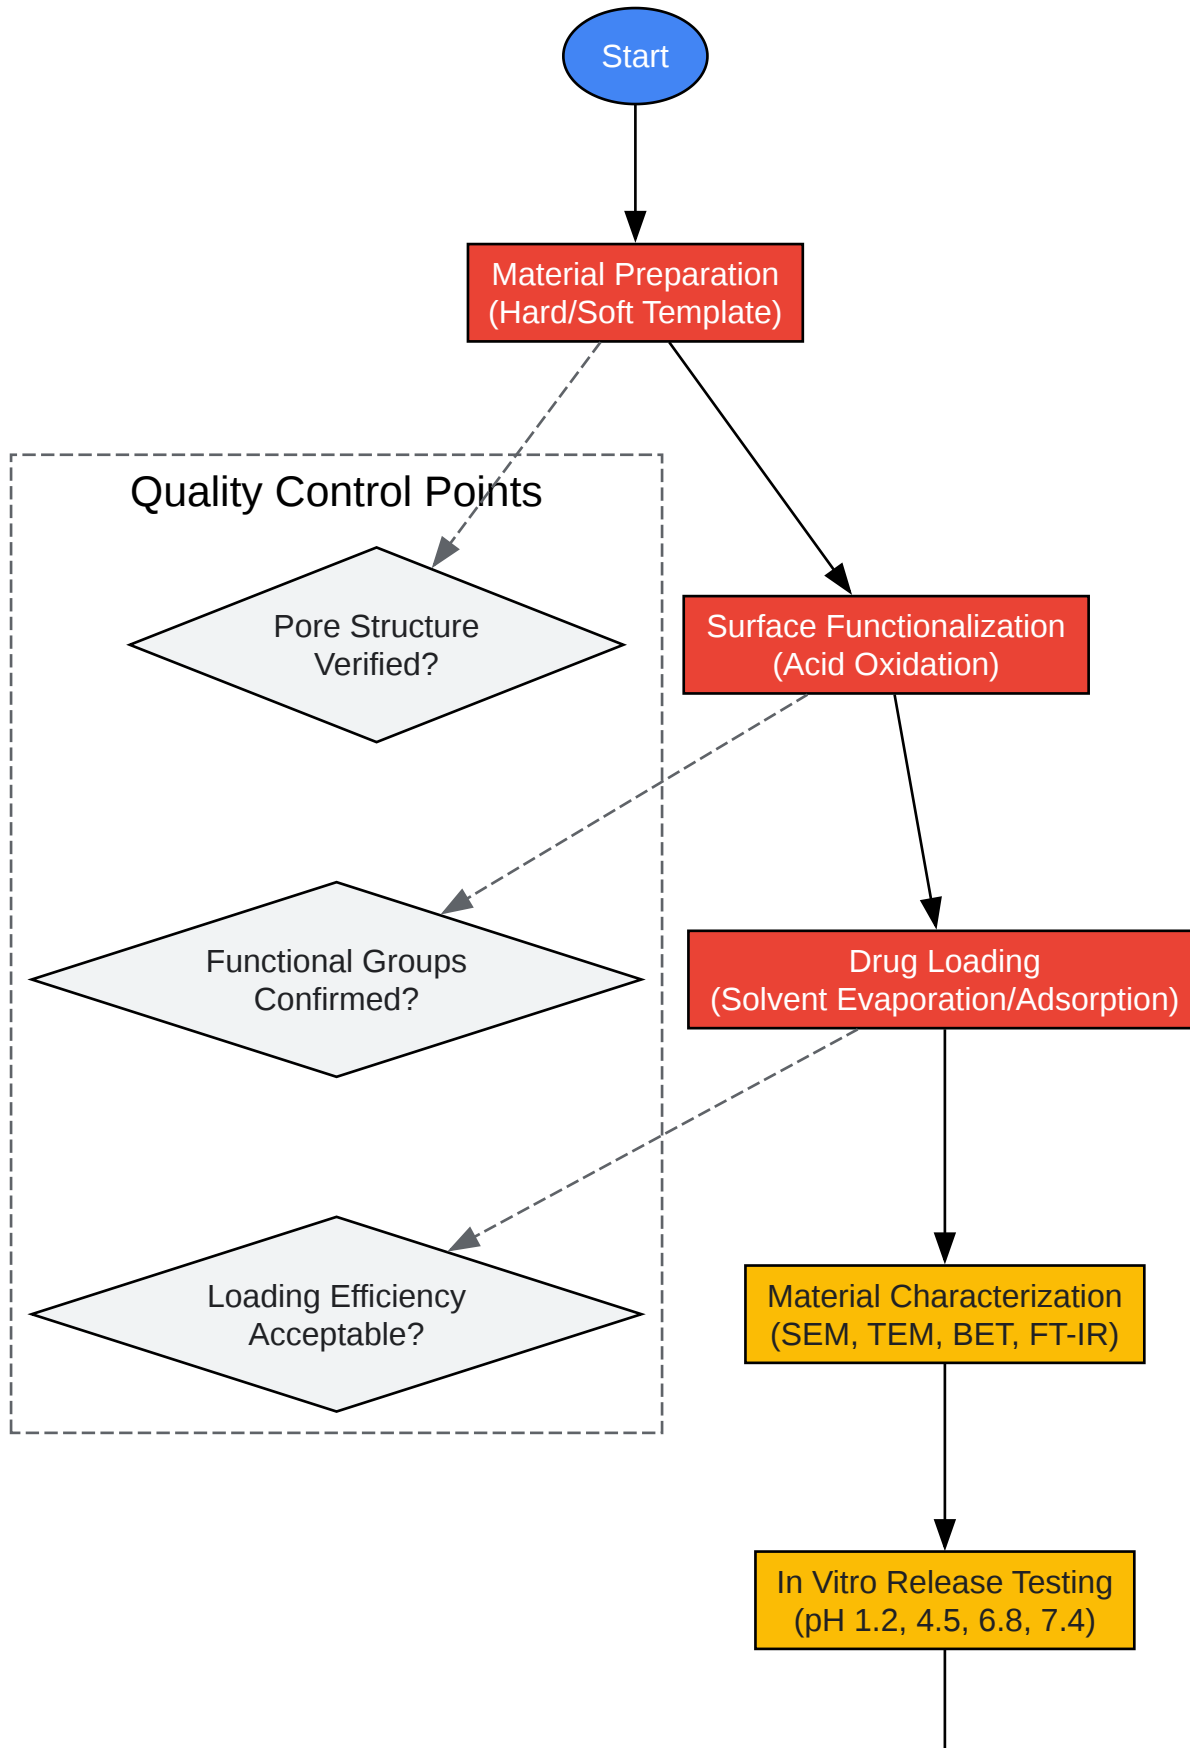 Start
Material Preparation
(Hard/Soft Template)
Quality Control Points
Pore Structure
Verified?
Surface Functionalization
(Acid Oxidation)
Functional Groups
Confirmed?
Drug Loading
(Solvent Evaporation/Adsorption)
Loading Efficiency
Acceptable?
Material Characterization
(SEM, TEM, BET, FT-IR)
In Vitro Release Testing
(pH 1.2, 4.5, 6.8, 7.4)